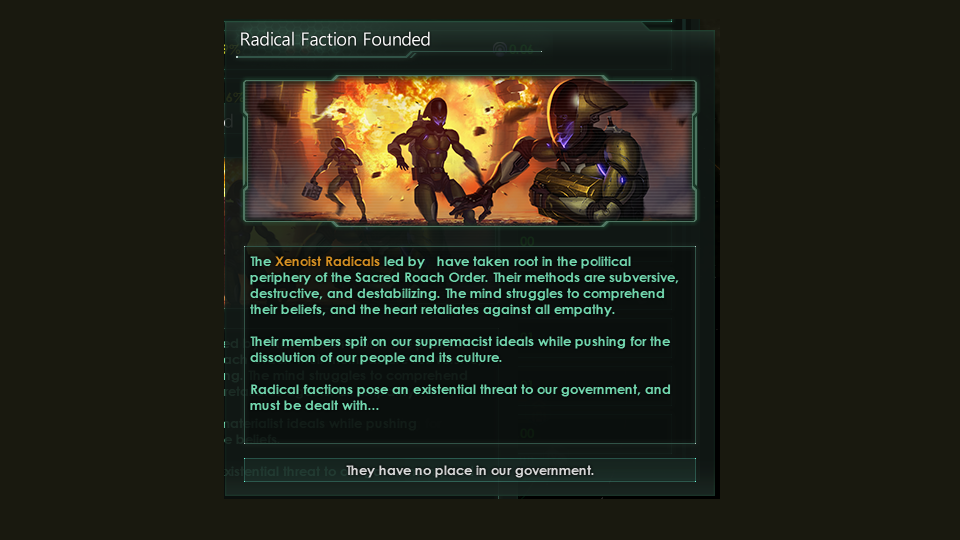 Radical Faction Founded
The Xenoist Radicals led by have taken root in the political
periphery of the Sacred Roach Order. Their methods are subversive,
destructive, and destabilizing. The mind struggles to comprehend
their beliefs, and the heart retaliates against all empathy.
Their members spit on our supremacist ideals while pushing for the
dissolution of our people and its culture.
Radical factions pose an existential threat to our government, and
must be dealt with...
They have no place in our government.